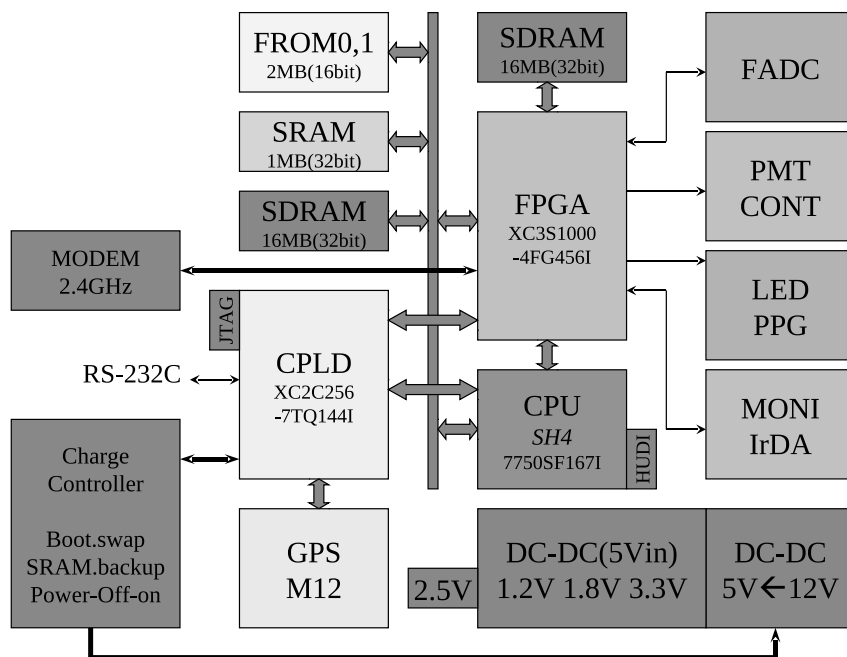 FROM0,1
2MB(16bit)
SDRAM
16MB(32bit)
FADC
SRAM
1MB(32bit)
PMT
CONT
SDRAM
16MB(32bit)
FPGA
XC3S1000
-4FG456I
MODEM
2.4GHz
LED
PPG
JTAG
CPLD
XC2C256
-7TQ144I
RS-232C
CPU
SH4
7750SF167I
HUDI
MONI
IrDA
Charge
Controller
Boot.swap
SRAM.backup
Power-Off-on
GPS
M12
2.5V
DC-DC(5Vin)
1.2V 1.8V 3.3V
DC-DC
5V←12V